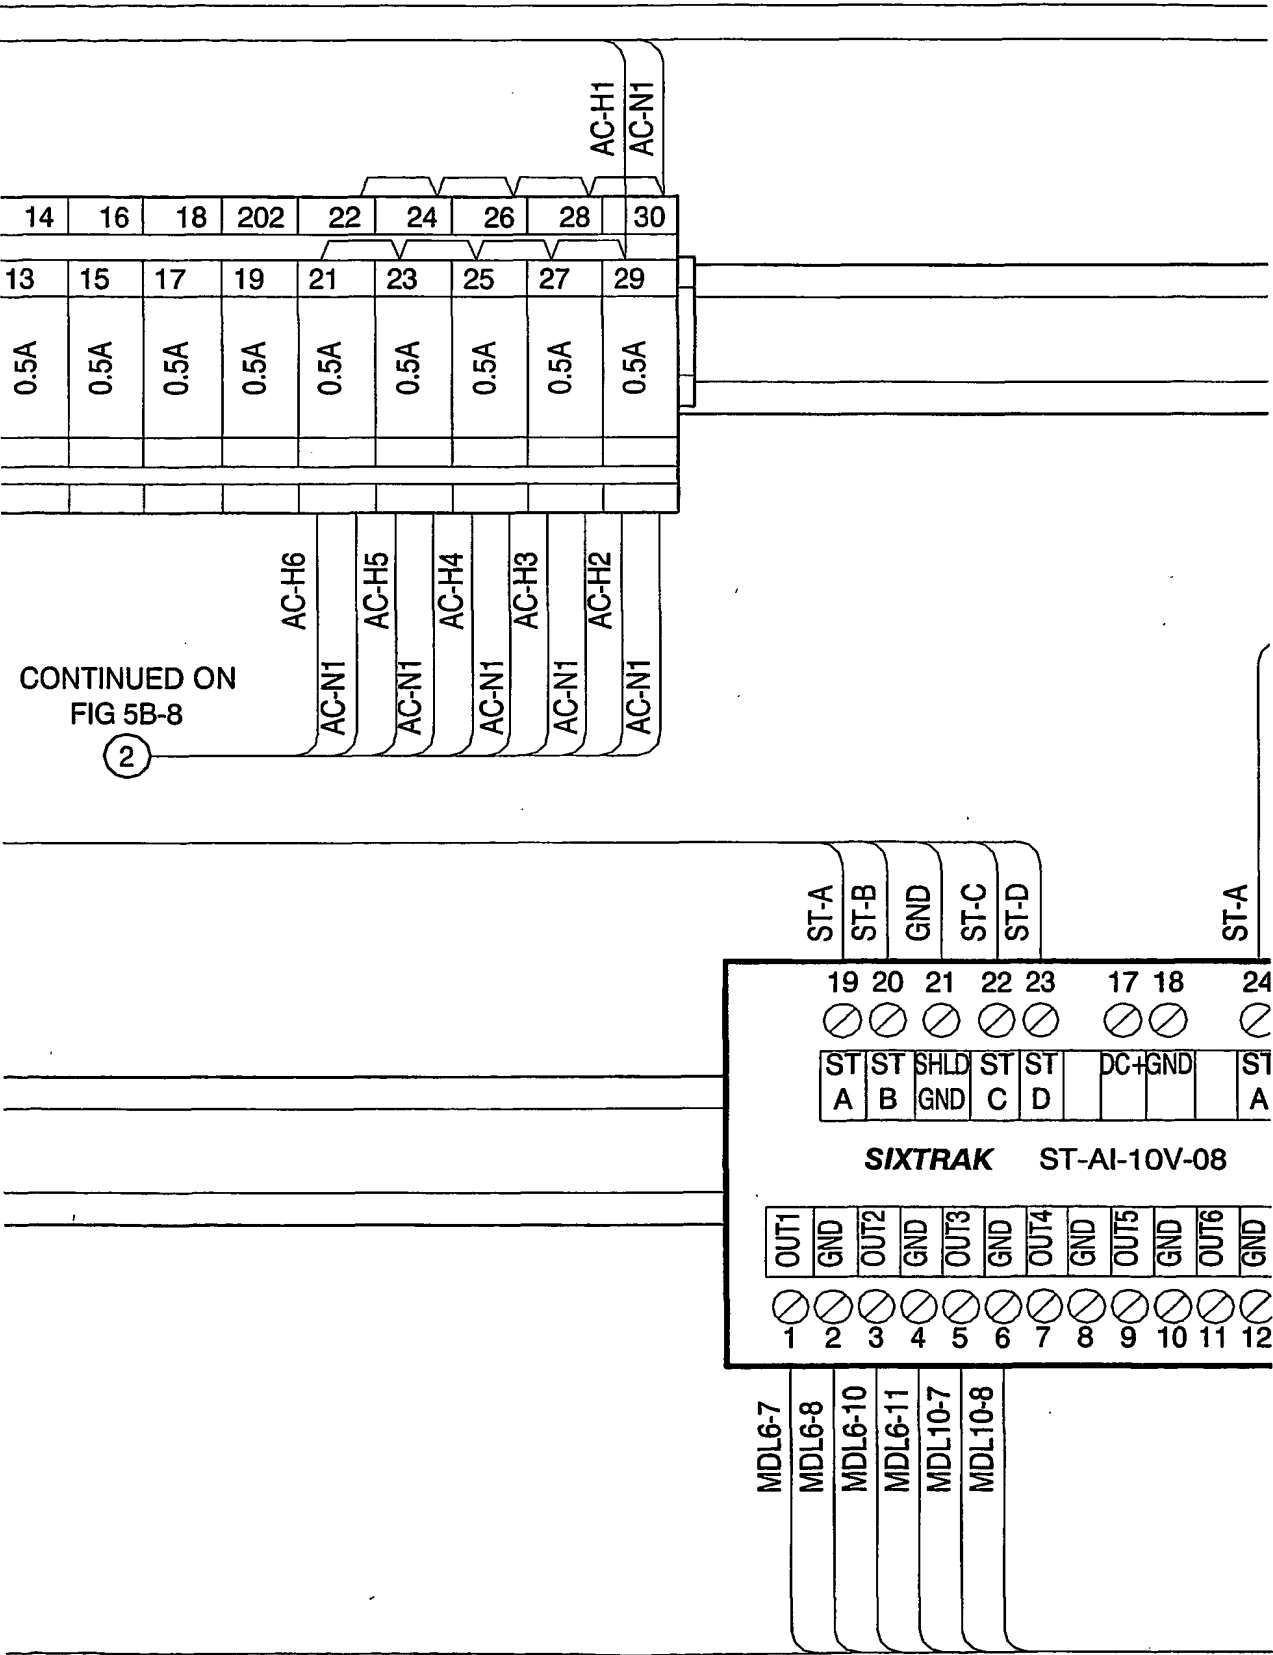 AC-H1
AC-N1
14 16 18 202 22 24 26 28 30
13 15 17 19 21 23 25 27 29
0.5A 0.5A 0.5A 0.5A 0.5A 0.5A 0.5A 0.5A 0.5A
AC-H6 AC-H5 AC-H4 AC-H3 AC-H2
AC-N1 AC-N1 AC-N1 AC-N1 AC-N1
CONTINUED ON
FIG 5B-8
2
ST-A ST-B GND ST-C ST-D ST-A
19 20 21 22 23 17 18 24
ST ST SHLD ST ST DC+ GND ST
A B GND C D A
SIXTRAK ST-AI-10V-08
OUT1 GND OUT2 GND OUT3 GND OUT4 GND OUT5 GND OUT6 GND
1 2 3 4 5 6 7 8 9 10 11 12
MDL6-7 MDL6-8 MDL6-10 MDL6-11 MDL10-7 MDL10-8